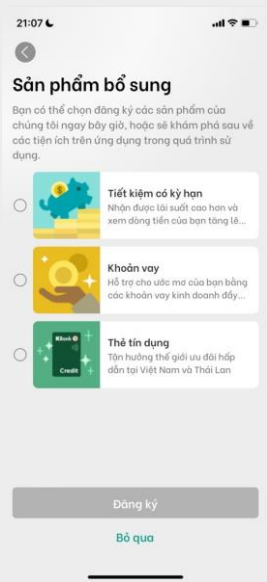 21:07
Sản phẩm bổ sung
Bạn có thể chọn đăng ký các sản phẩm của
chúng tôi ngay bây giờ, hoặc sẽ khám phá sau về
các tiện ích trên ứng dụng trong quá trình sử
dụng.
Tiết kiệm có kỳ hạn
Nhận được lãi suất cao hơn và
xem dòng tiền của bạn tăng lê...
Khoản vay
Hỗ trợ cho ước mơ của bạn bằng
các khoản vay kinh doanh đầy...
KBank
Credit
Thẻ tín dụng
Tận hưởng thế giới ưu đãi hấp
dẫn tại Việt Nam và Thái Lan
Đăng ký
Bỏ qua